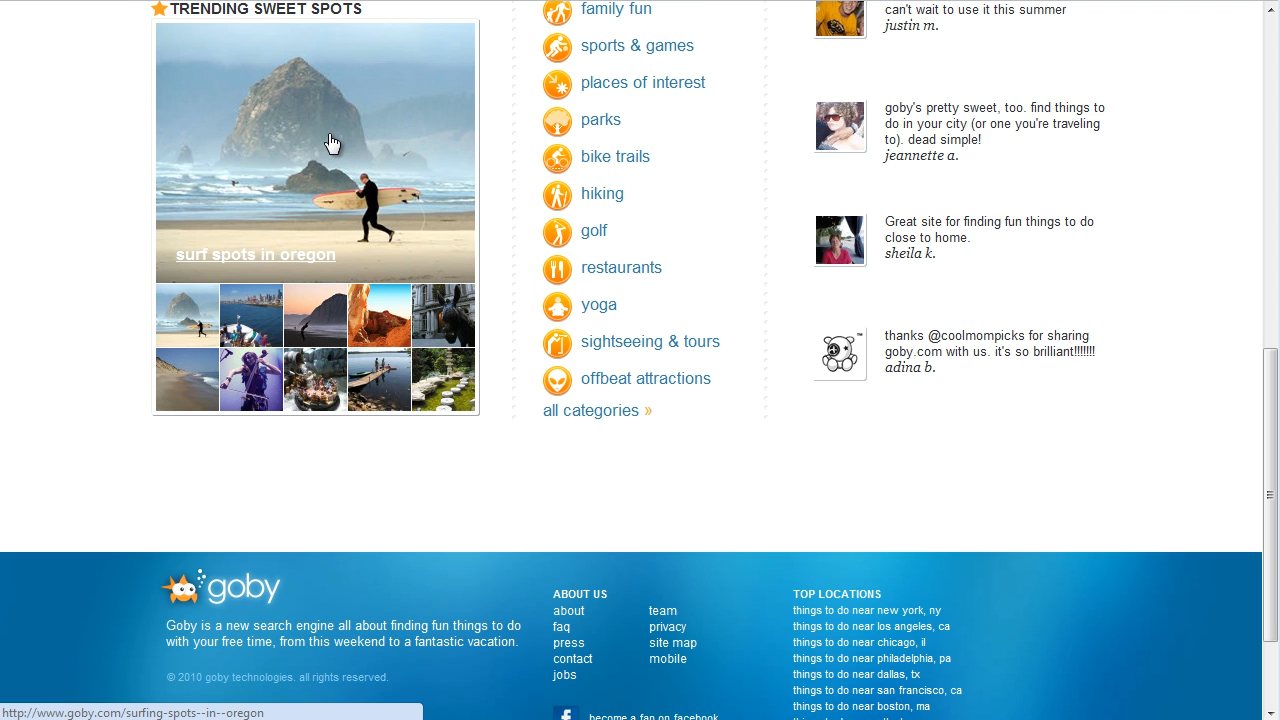 TRENDING SWEET SPOTS
surf spots in oregon
family fun
sports & games
places of interest
parks
bike trails
hiking
golf
restaurants
yoga
sightseeing & tours
offbeat attractions
all categories »
can't wait to use it this summer
justin m.
goby's pretty sweet, too. find things to
do in your city (or one you're traveling
to). dead simple!
jeannette a.
Great site for finding fun things to do
close to home.
sheila k.
thanks @coolmompicks for sharing
goby.com with us. it's so brilliant!!!!!!!
adina b.
goby
Goby is a new search engine all about finding fun things to do
with your free time, from this weekend to a fantastic vacation.
© 2010 goby technologies. all rights reserved.
ABOUT US
about
faq
press
contact
jobs
team
privacy
site map
mobile
become a fan on facebook
TOP LOCATIONS
things to do near new york, ny
things to do near los angeles, ca
things to do near chicago, il
things to do near philadelphia, pa
things to do near dallas, tx
things to do near san francisco, ca
things to do near boston, ma
http://www.goby.com/surfing-spots--in--oregon